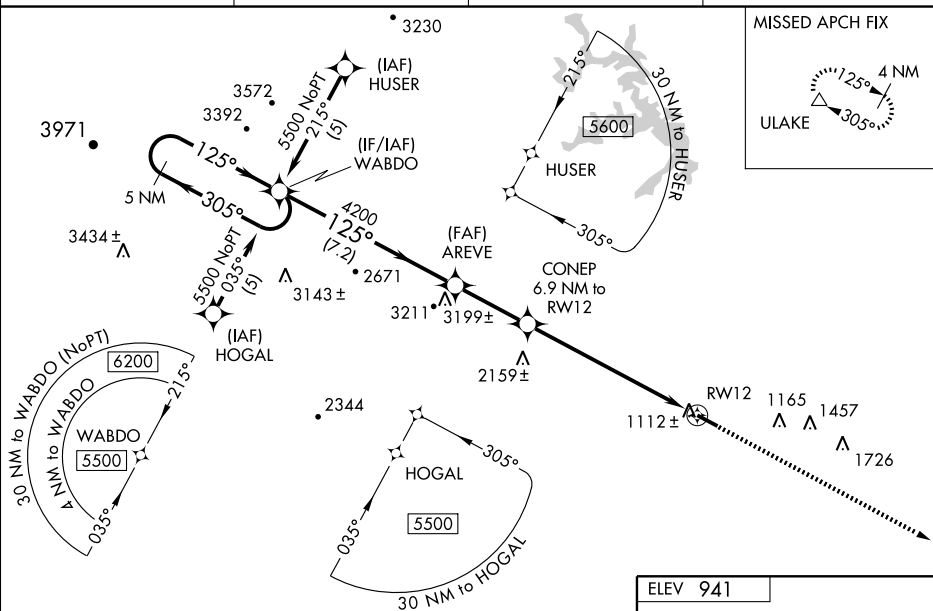 3230
(IAF)
HUSER
5500 NoPT
215°
(5)
3572
3392
3971
(IF/IAF)
WABDO
125°
305°
5 NM
3434 ±
5500 NoPT
035°
(5)
(IAF)
HOGAL
3143 ±
4200
125°
(7.2)
2671
(FAF)
AREVE
3211
3199 ±
CONEP
6.9 NM to
RW12
2159 ±
RW12
1112 ±
1165
1457
1726
215°
30 NM to HUSER
5600
HUSER
305°
MISSED APCH FIX
125°
4 NM
ULAKE
305°
30 NM to WABDO (NoPT)
6200
4 NM to WABDO
215°
WABDO
5500
035°
2344
305°
HOGAL
035°
5500
30 NM to HOGAL
ELEV 941